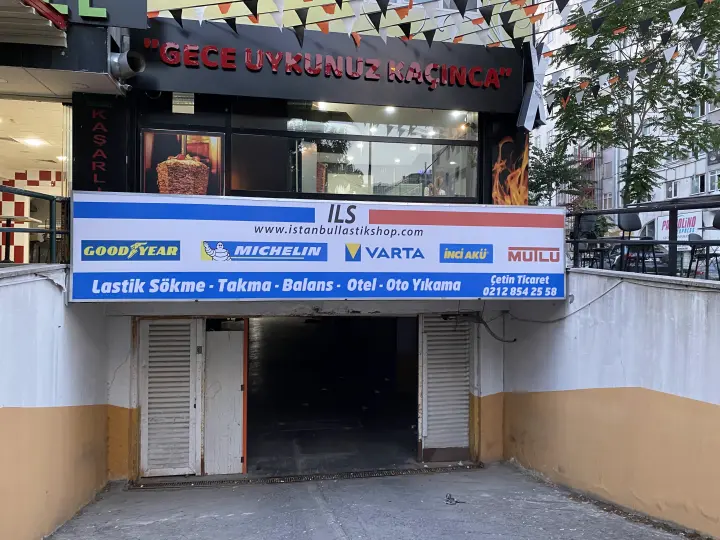 "GECE UYKUNUZ KAÇINCA"
KAŞARL
ILS
www.istanbullastikshop.com
GOODYEAR
MICHELIN
VARTA
İNCİ AKÜ
MUTLU
Lastik Sökme - Takma - Balans - Otel - Oto Yıkama
Çetin Ticaret
0212 854 25 58